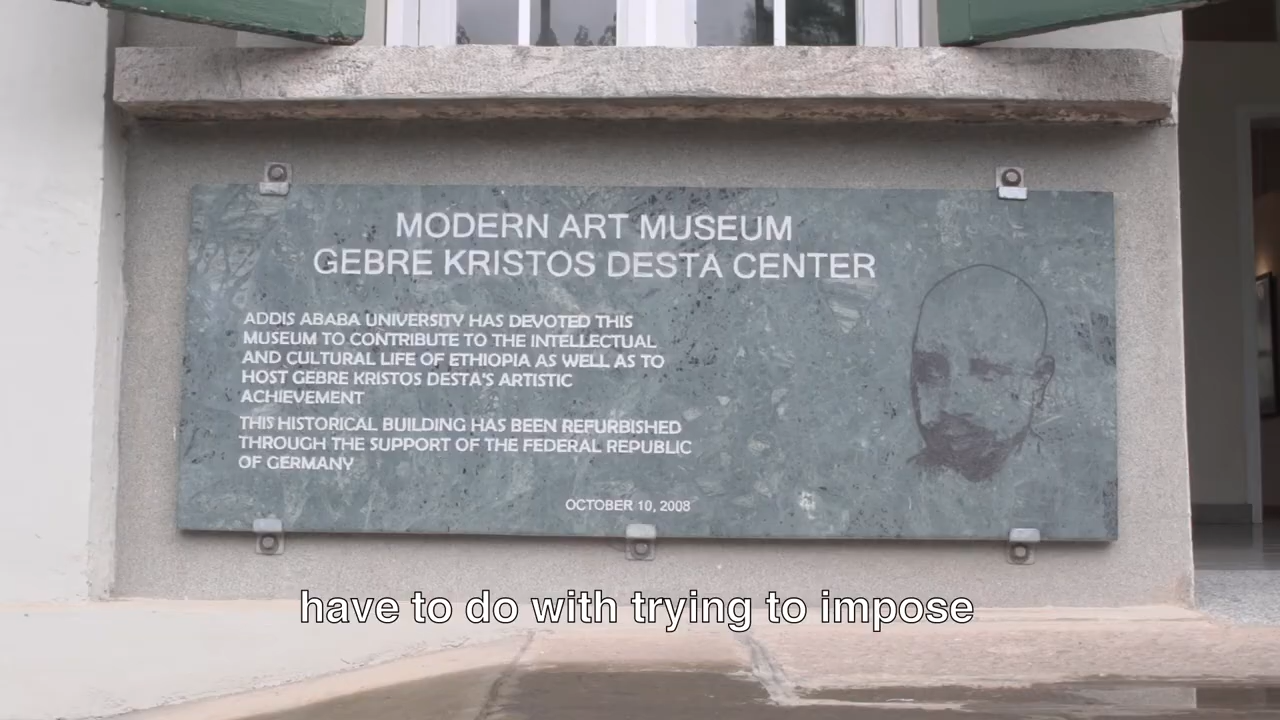 MODERN ART MUSEUM
GEBRE KRISTOS DESTA CENTER
ADDIS ABABA UNIVERSITY HAS DEVOTED THIS
MUSEUM TO CONTRIBUTE TO THE INTELLECTUAL
AND CULTURAL LIFE OF ETHIOPIA AS WELL AS TO
HOST GEBRE KRISTOS DESTA'S ARTISTIC
ACHIEVEMENT
THIS HISTORICAL BUILDING HAS BEEN REFURBISHED
THROUGH THE SUPPORT OF THE FEDERAL REPUBLIC
OF GERMANY
OCTOBER 10, 2008
have to do with trying to impose